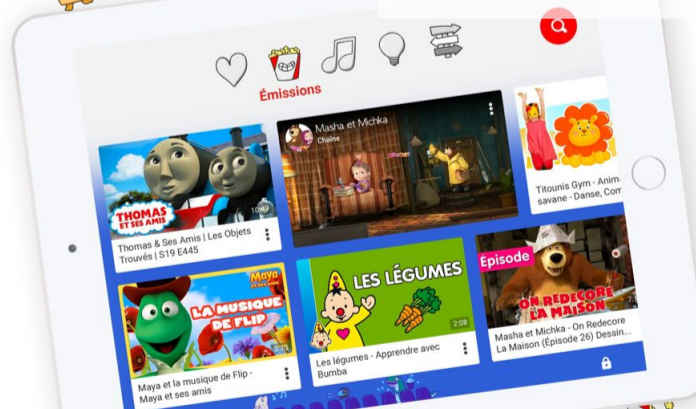 Émissions
THOMAS
ET SES AMIS
10:49
Thomas & Ses Amis | Les Objets
Trouvés | S19 E445
Masha et Michka
Chaîne
Titounis Gym - Anim
savane - Danse, Com
Maya
LA MUSIQUE
DE FLIP
Maya et la musique de Flip -
Maya et ses amis
LES LÉGUMES
2:08
Les légumes - Apprendre avec
Bumba
Épisode
ON REDECORE
LA MAISON
Masha et Michka - On Redecore
La Maison (Épisode 26) Dessin...